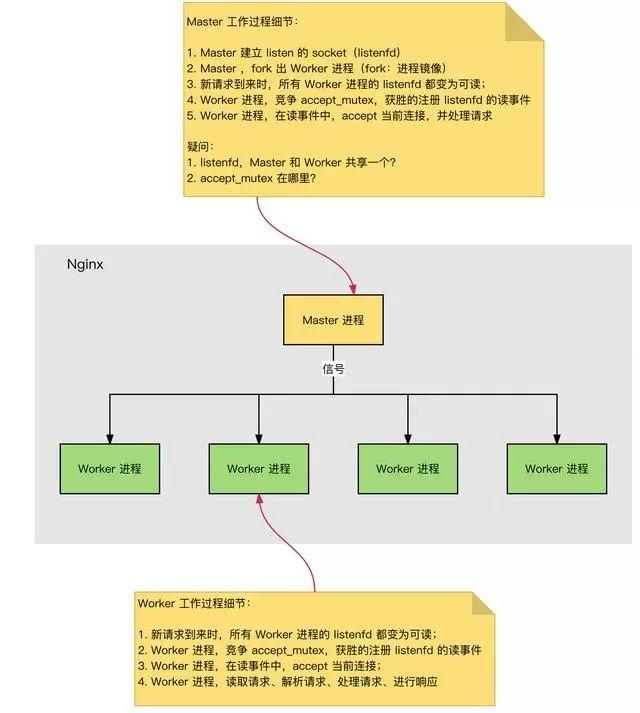 Master 工作过程细节：
1. Master 建立 listen 的 socket（listenfd）
2. Master ，fork 出 Worker 进程（fork：进程镜像）
3. 新请求到来时，所有 Worker 进程的 listenfd 都变为可读；
4. Worker 进程，竞争 accept_mutex，获胜的注册 listenfd 的读事件
5. Worker 进程，在读事件中，accept 当前连接，并处理请求
疑问：
1. listenfd，Master 和 Worker 共享一个？
2. accept_mutex 在哪里？
Nginx
Master 进程
信号
Worker 进程
Worker 进程
Worker 进程
Worker 进程
Worker 工作过程细节：
1. 新请求到来时，所有 Worker 进程的 listenfd 都变为可读；
2. Worker 进程，竞争 accept_mutex，获胜的注册 listenfd 的读事件
3. Worker 进程，在读事件中，accept 当前连接；
4. Worker 进程，读取请求、解析请求、处理请求、进行响应